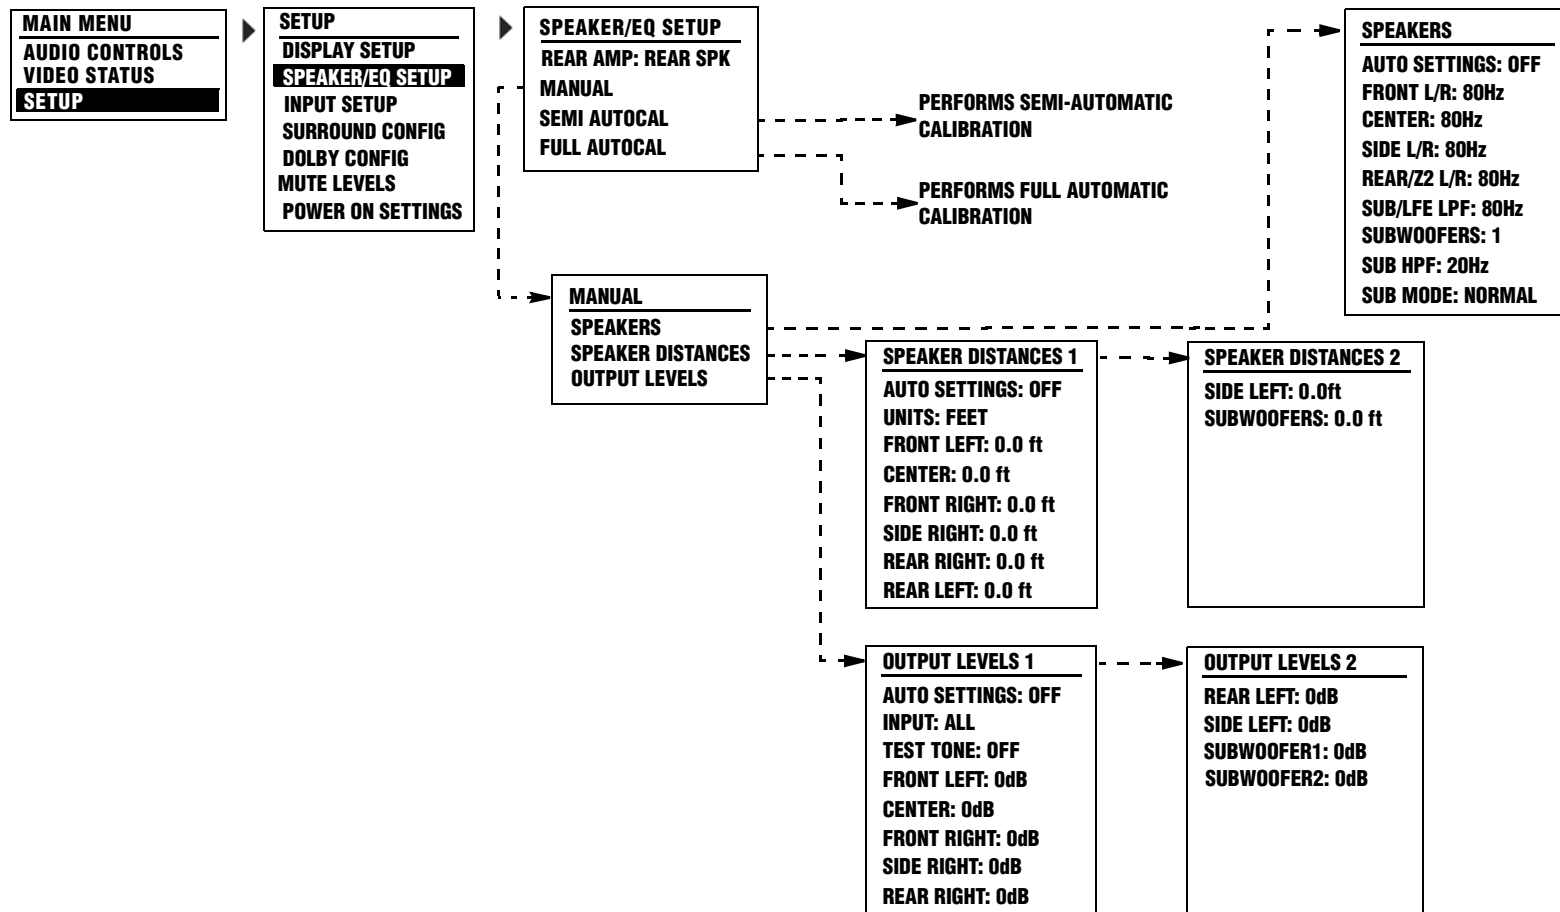 MAIN MENU
AUDIO CONTROLS
VIDEO STATUS
SETUP
SETUP
DISPLAY SETUP
SPEAKER/EQ SETUP
INPUT SETUP
SURROUND CONFIG
DOLBY CONFIG
MUTE LEVELS
POWER ON SETTINGS
SPEAKER/EQ SETUP
REAR AMP: REAR SPK
MANUAL
SEMI AUTOCAL
FULL AUTOCAL
PERFORMS SEMI-AUTOMATIC
CALIBRATION
PERFORMS FULL AUTOMATIC
CALIBRATION
SPEAKERS
AUTO SETTINGS: OFF
FRONT L/R: 80Hz
CENTER: 80Hz
SIDE L/R: 80Hz
REAR/Z2 L/R: 80Hz
SUB/LFE LPF: 80Hz
SUBWOOFERS: 1
SUB HPF: 20Hz
SUB MODE: NORMAL
MANUAL
SPEAKERS
SPEAKER DISTANCES
OUTPUT LEVELS
SPEAKER DISTANCES 1
AUTO SETTINGS: OFF
UNITS: FEET
FRONT LEFT: 0.0 ft
CENTER: 0.0 ft
FRONT RIGHT: 0.0 ft
SIDE RIGHT: 0.0 ft
REAR RIGHT: 0.0 ft
REAR LEFT: 0.0 ft
SPEAKER DISTANCES 2
SIDE LEFT: 0.0ft
SUBWOOFERS: 0.0 ft
OUTPUT LEVELS 1
AUTO SETTINGS: OFF
INPUT: ALL
TEST TONE: OFF
FRONT LEFT: 0dB
CENTER: 0dB
FRONT RIGHT: 0dB
SIDE RIGHT: 0dB
REAR RIGHT: 0dB
OUTPUT LEVELS 2
REAR LEFT: 0dB
SIDE LEFT: 0dB
SUBWOOFER1: 0dB
SUBWOOFER2: 0dB